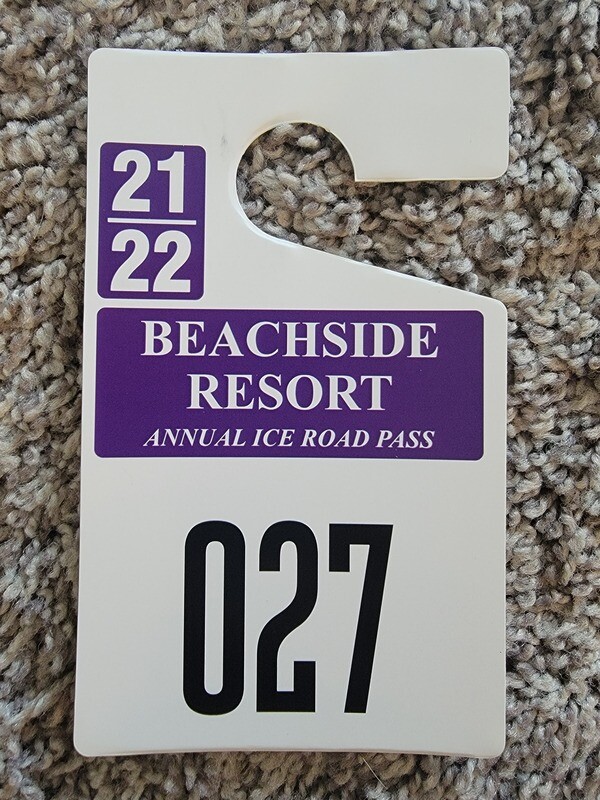 21
22
BEACHSIDE
RESORT
ANNUAL ICE ROAD PASS
027